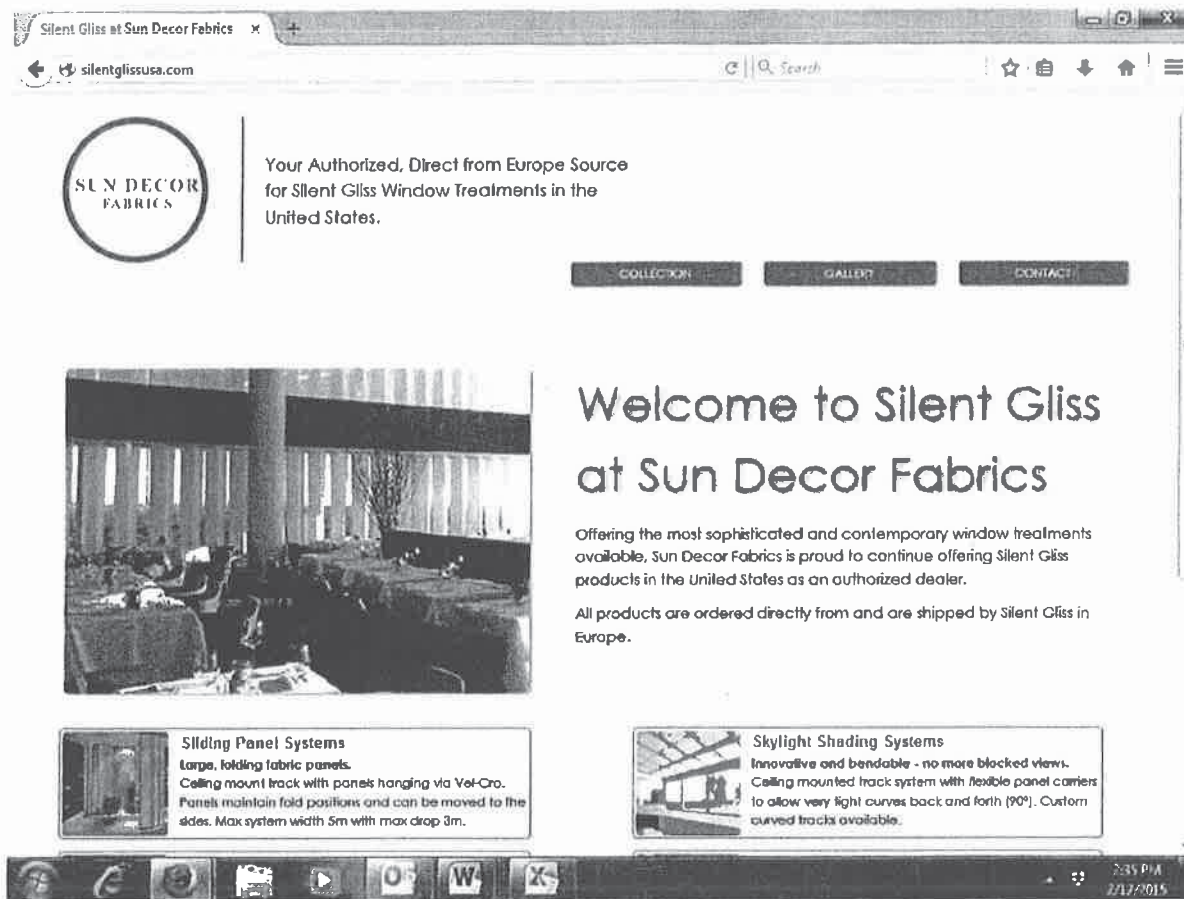 Silent Gliss at Sun Decor Fabrics
silentglissusa.com
Search
SUN DECOR
FABRICS
Your Authorized, Direct from Europe Source
for Silent Gliss Window Treatments in the
United States.
COLLECTION
GALLERY
CONTACT
Welcome to Silent Gliss
at Sun Decor Fabrics
Offering the most sophisticated and contemporary window treatments
available, Sun Decor Fabrics is proud to continue offering Silent Gliss
products in the United States as an authorized dealer.
All products are ordered directly from and are shipped by Silent Gliss in
Europe.
Sliding Panel Systems
Large, folding fabric panels.
Ceiling mount track with panels hanging via Vel-Cro.
Panels maintain fold positions and can be moved to the
sides. Max system width 5m with max drop 3m.
Skylight Shading Systems
Innovative and bendable - no more blocked views.
Ceiling mounted track system with flexible panel carriers
to allow very tight curves back and forth (90°). Custom
curved tracks available.
2:35 PM
2/12/2015